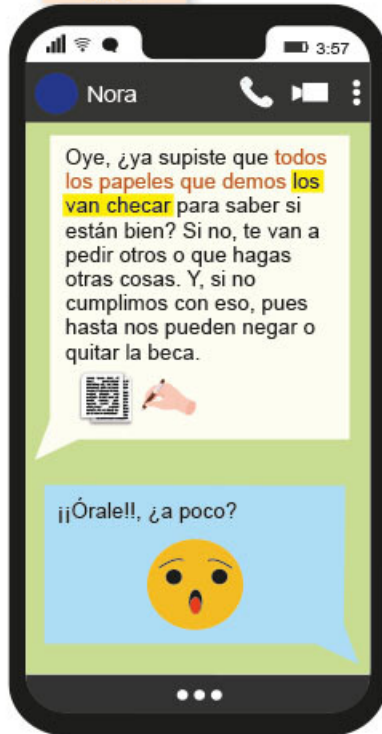 3:57
Nora
Oye, ¿ya supiste que todos
los papeles que demos los
van checar para saber si
están bien? Si no, te van a
pedir otros o que hagas
otras cosas. Y, si no
cumplimos con eso, pues
hasta nos pueden negar o
quitar la beca.
¡¡Órale!!, ¿a poco?